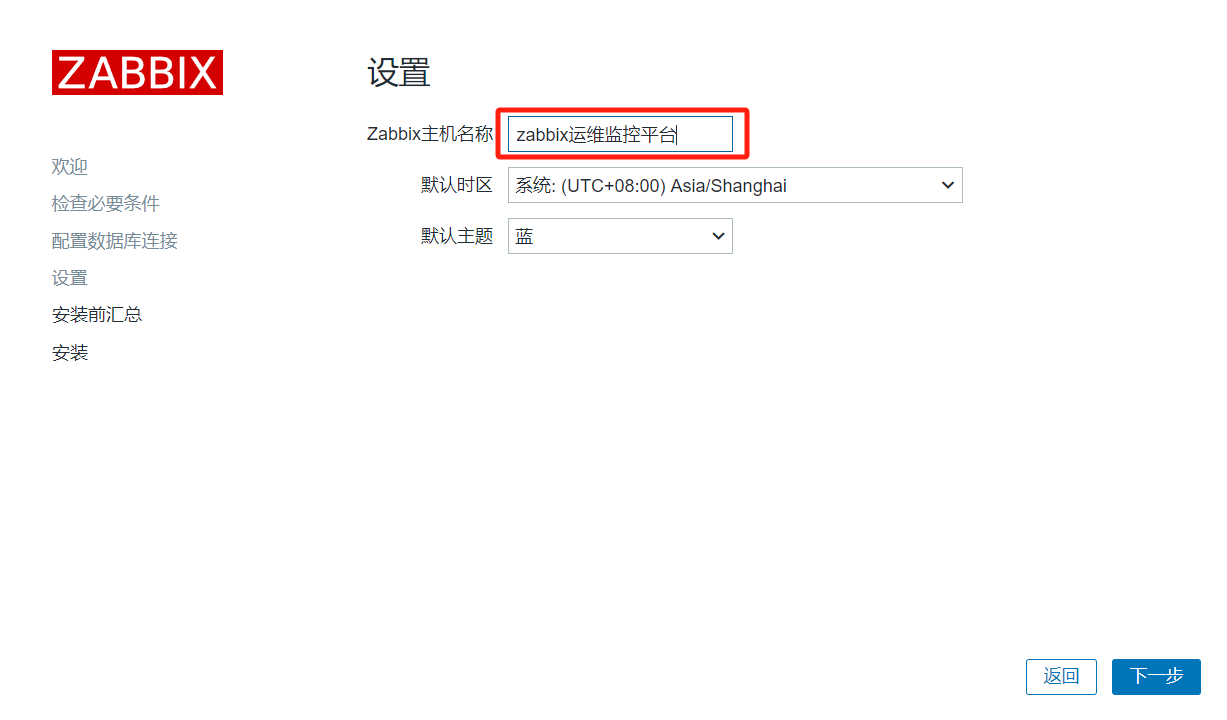 ZABBIX
欢迎
检查必要条件
配置数据库连接
设置
安装前汇总
安装
设置
Zabbix主机名称 zabbix运维监控平台
默认时区 系统: (UTC+08:00) Asia/Shanghai
默认主题 蓝
返回 下一步